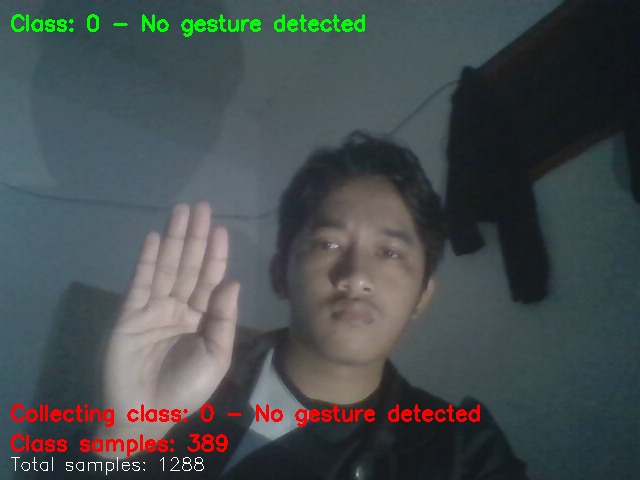 Class: 0 - No gesture detected
Collecting class: 0 - No gesture detected
Class samples: 389
Total samples: 1288